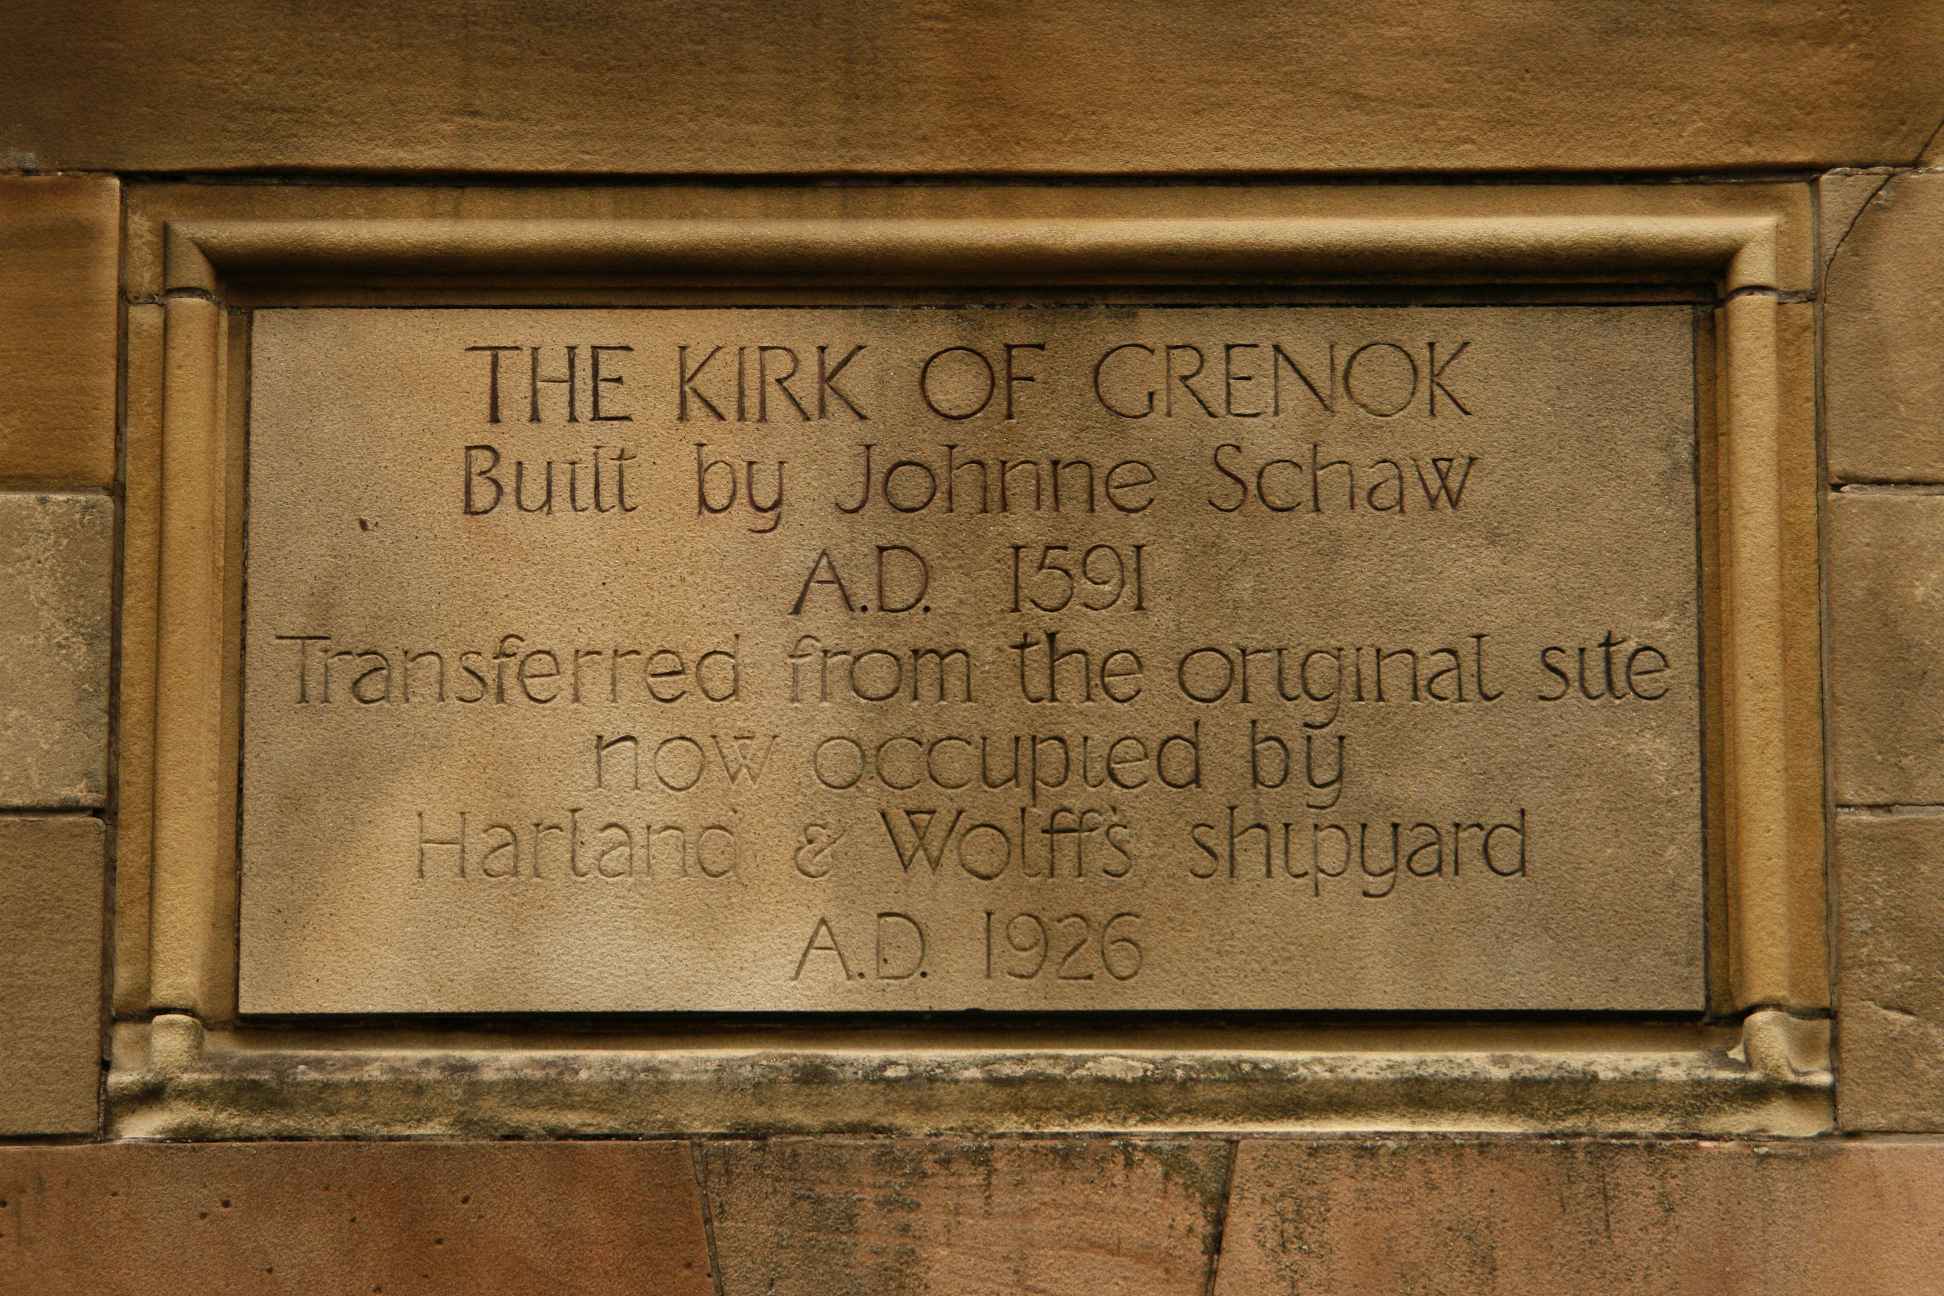 THE KIRK OF GRENOK
Built by Johnne Schaw
A.D. 1591
Transferred from the original site
now occupied by
Harland & Wolff's shipyard
A.D. 1926